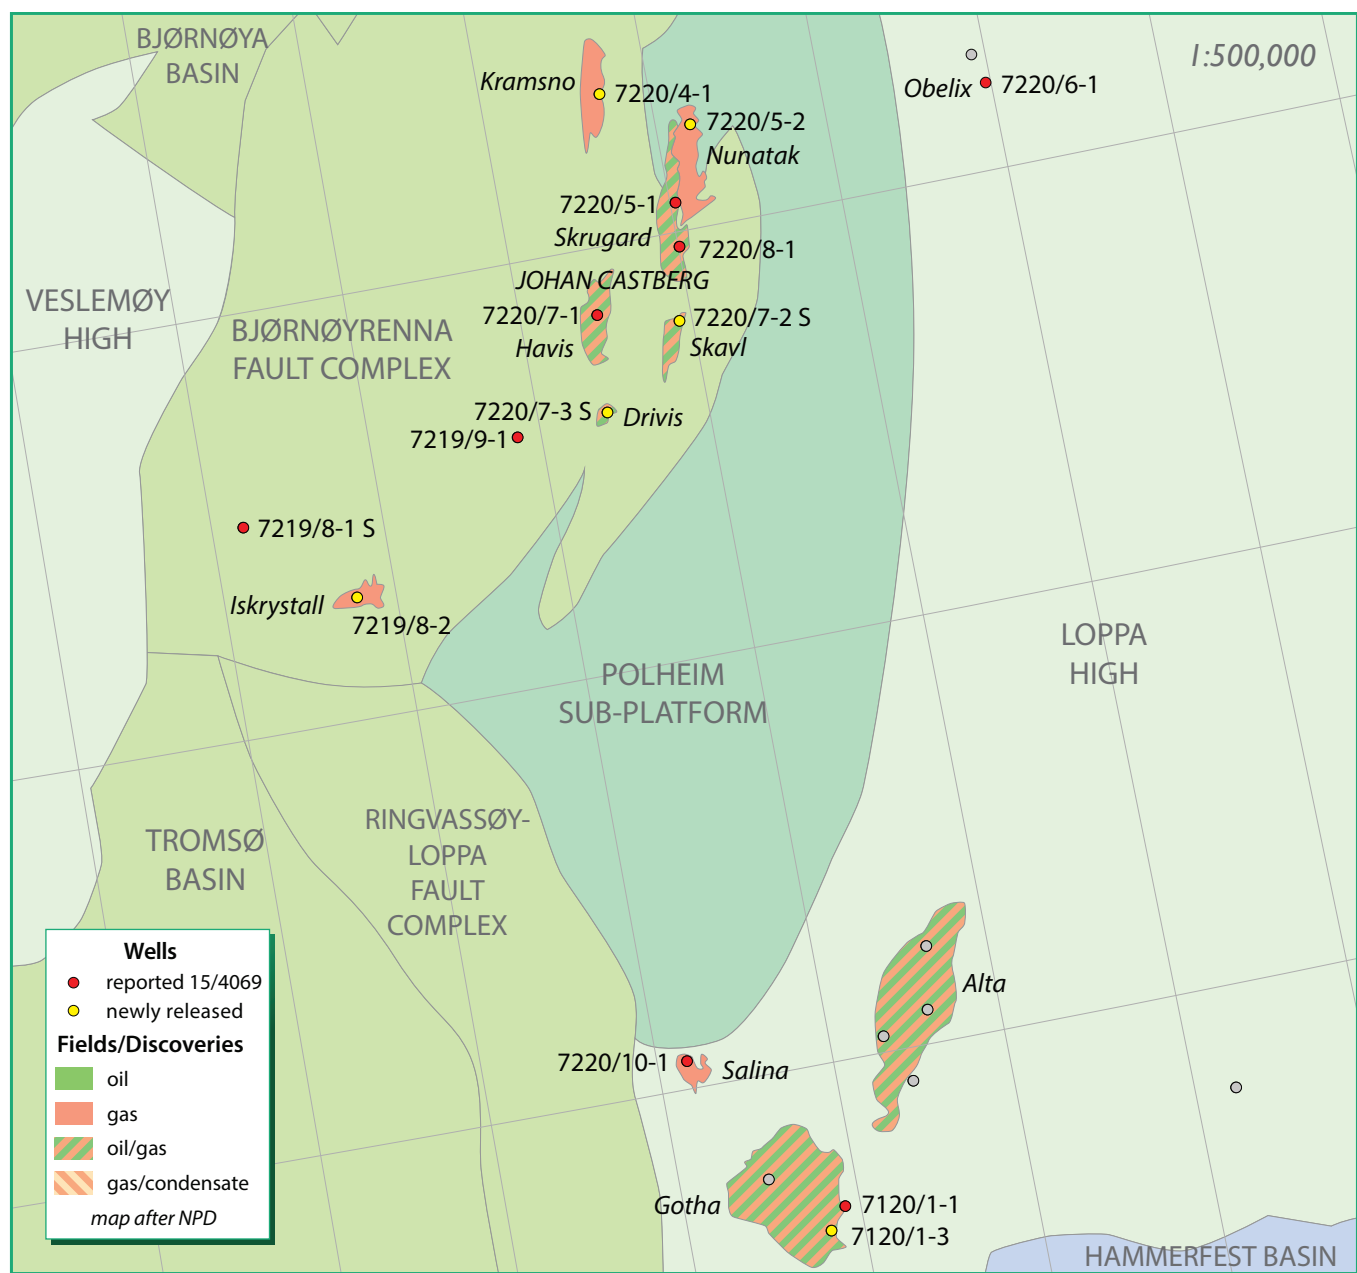 BJØRNØYA
BASIN
1:500,000
Kramsno
7220/4-1
Obelix
7220/6-1
7220/5-2
Nunatak
7220/5-1
Skrugard
7220/8-1
JOHAN CASTBERG
VESLEMØY
HIGH
BJØRNØYRENNA
FAULT COMPLEX
7220/7-1
Havis
7220/7-2 S
Skavl
7220/7-3 S
Drivis
7219/9-1
7219/8-1 S
Iskrystall
7219/8-2
LOPPA
HIGH
POLHEIM
SUB-PLATFORM
TROMSØ
BASIN
RINGVASSØY-
LOPPA
FAULT
COMPLEX
Wells
reported 15/4069
newly released
Fields/Discoveries
oil
gas
oil/gas
gas/condensate
map after NPD
Alta
7220/10-1
Salina
Gotha
7120/1-1
7120/1-3
HAMMERFEST BASIN